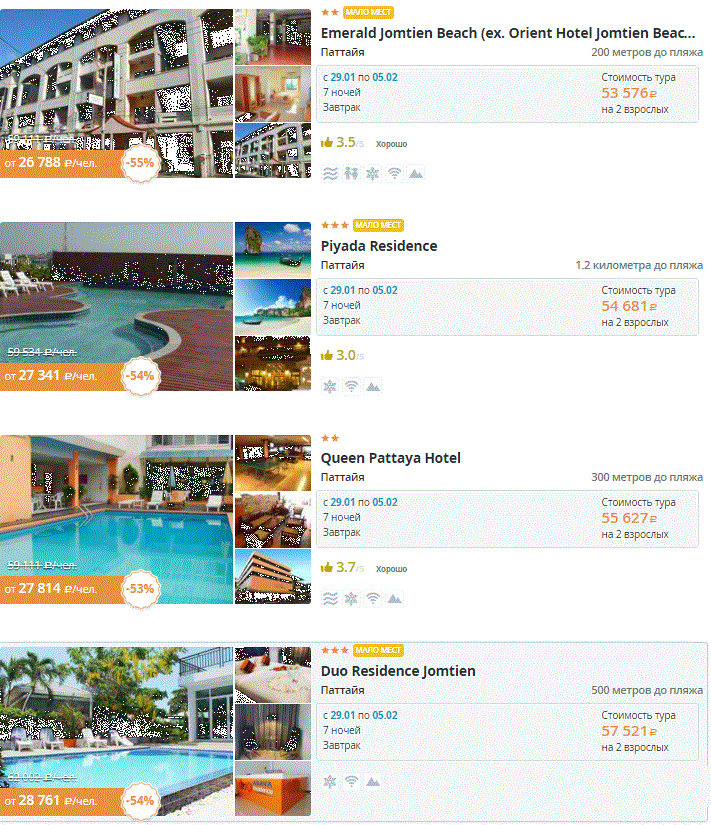 МАЛО МЕСТ
Emerald Jomtien Beach (ex. Orient Hotel Jomtien Beac...
Паттайя 200 метров до пляжа
с 29.01 по 05.02 Стоимость тура
7 ночей 53 576 ₽
Завтрак на 2 взрослых
3.5/5 Хорошо
от 26 788 ₽/чел. -55%
МАЛО МЕСТ
Piyada Residence
Паттайя 1.2 километра до пляжа
с 29.01 по 05.02 Стоимость тура
7 ночей 54 681 ₽
Завтрак на 2 взрослых
3.0/5
59 534 ₽/чел.
от 27 341 ₽/чел. -54%
Queen Pattaya Hotel
Паттайя 300 метров до пляжа
с 29.01 по 05.02 Стоимость тура
7 ночей 55 627 ₽
Завтрак на 2 взрослых
3.7/5 Хорошо
59 111 ₽/чел.
от 27 814 ₽/чел. -53%
МАЛО МЕСТ
Duo Residence Jomtien
Паттайя 500 метров до пляжа
с 29.01 по 05.02 Стоимость тура
7 ночей 57 521 ₽
Завтрак на 2 взрослых
от 28 761 ₽/чел. -54%